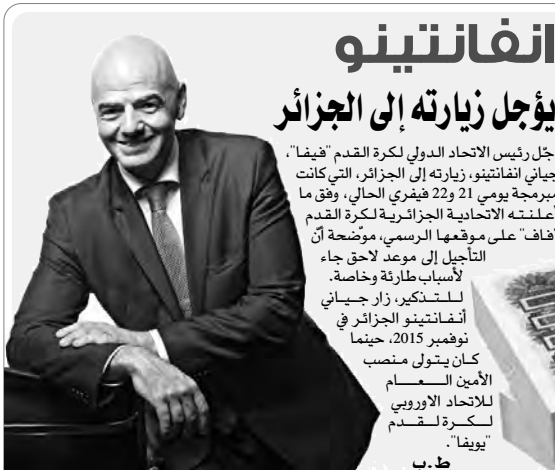 انفانتينو
يؤجل زيارته إلى الجزائر
جّل رئيس الاتحاد الدولي لكرة القدم "فيفا"،
جياني انفانتينو، زيارته إلى الجزائر، التي كانت
مبرمجة يومي 21 و22 فيفري الحالي، وفق ما
أعلنته الاتحادية الجزائرية لكرة القدم
"فاف" على موقعها الرسمي، موضّحة أنّ
التأجيل إلى موعد لاحق جاء
لأسباب طارئة وخاصة.
للتذكير، زار جياني
أنفانتينو الجزائر في
نوفمبر 2015، حينما
كان يتولى منصب
الأمين العام
للاتحاد الاوروبي
لكرة لقدم
"يويفا".
ط.ب